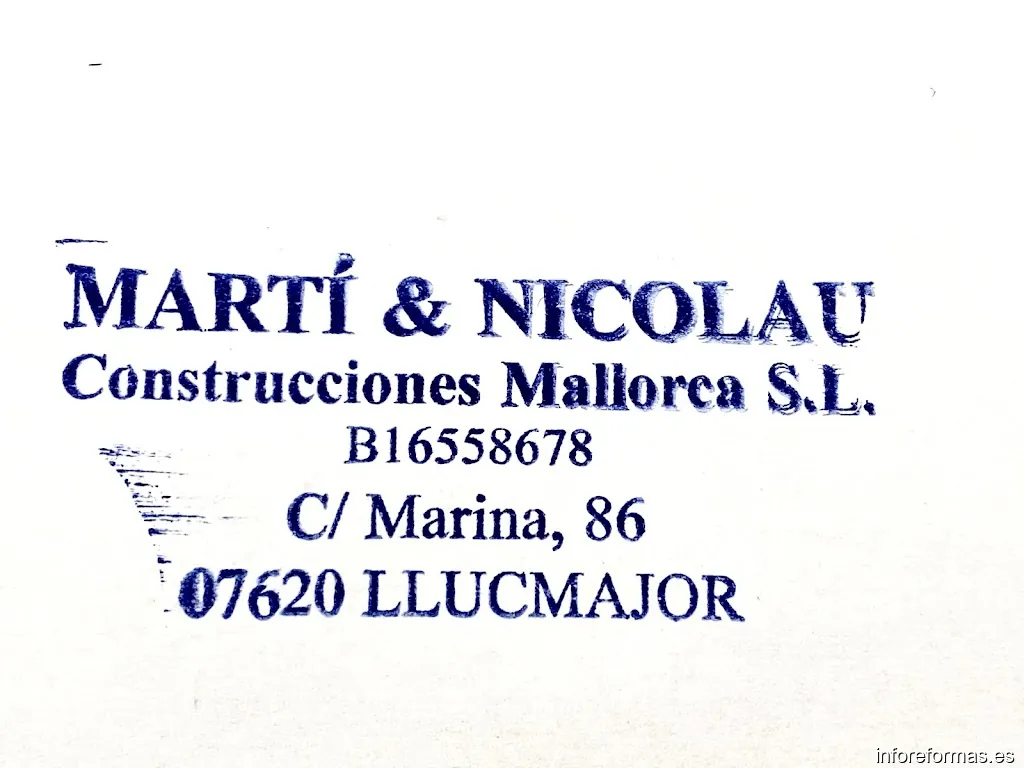 MARTÍ & NICOLAU
Construcciones Mallorca S.L.
B16558678
C/ Marina, 86
07620 LLUCMAJOR
inforeformas.es